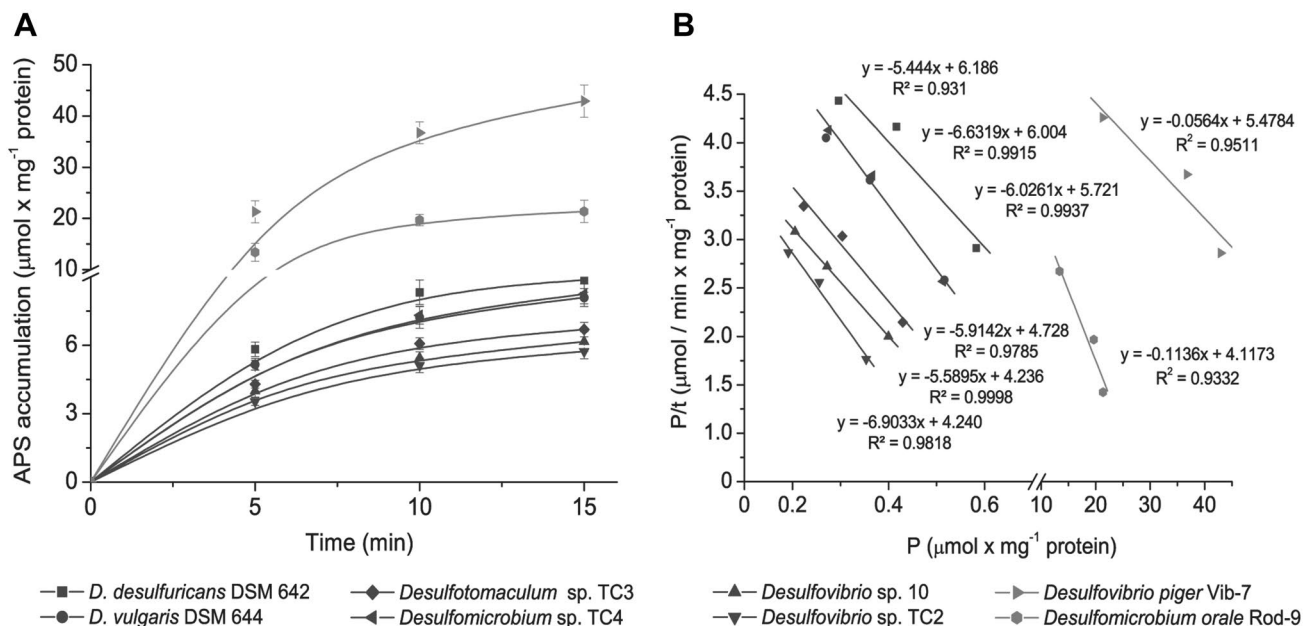 A
APS accumulation (μmol x mg⁻¹ protein)
50
40
30
20
10
6
3
0
0
5
10
15
Time (min)
B
P/t (μmol / min x mg⁻¹ protein)
4.5
4.0
3.5
3.0
2.5
2.0
1.5
1.0
0
y = -5.444x + 6.186
R² = 0.931
y = -6.6319x + 6.004
R² = 0.9915
y = -6.0261x + 5.721
R² = 0.9937
y = -5.9142x + 4.728
R² = 0.9785
y = -5.5895x + 4.236
R² = 0.9998
y = -6.9033x + 4.240
R² = 0.9818
y = -0.0564x + 5.4784
R² = 0.9511
y = -0.1136x + 4.1173
R² = 0.9332
0
0.2
0.4
0.6
10
20
30
40
P (μmol x mg⁻¹ protein)
D. desulfuricans DSM 642
D. vulgaris DSM 644
Desulfotomaculum sp. TC3
Desulfomicrobium sp. TC4
Desulfovibrio sp. 10
Desulfovibrio sp. TC2
Desulfovibrio piger Vib-7
Desulfomicrobium orale Rod-9